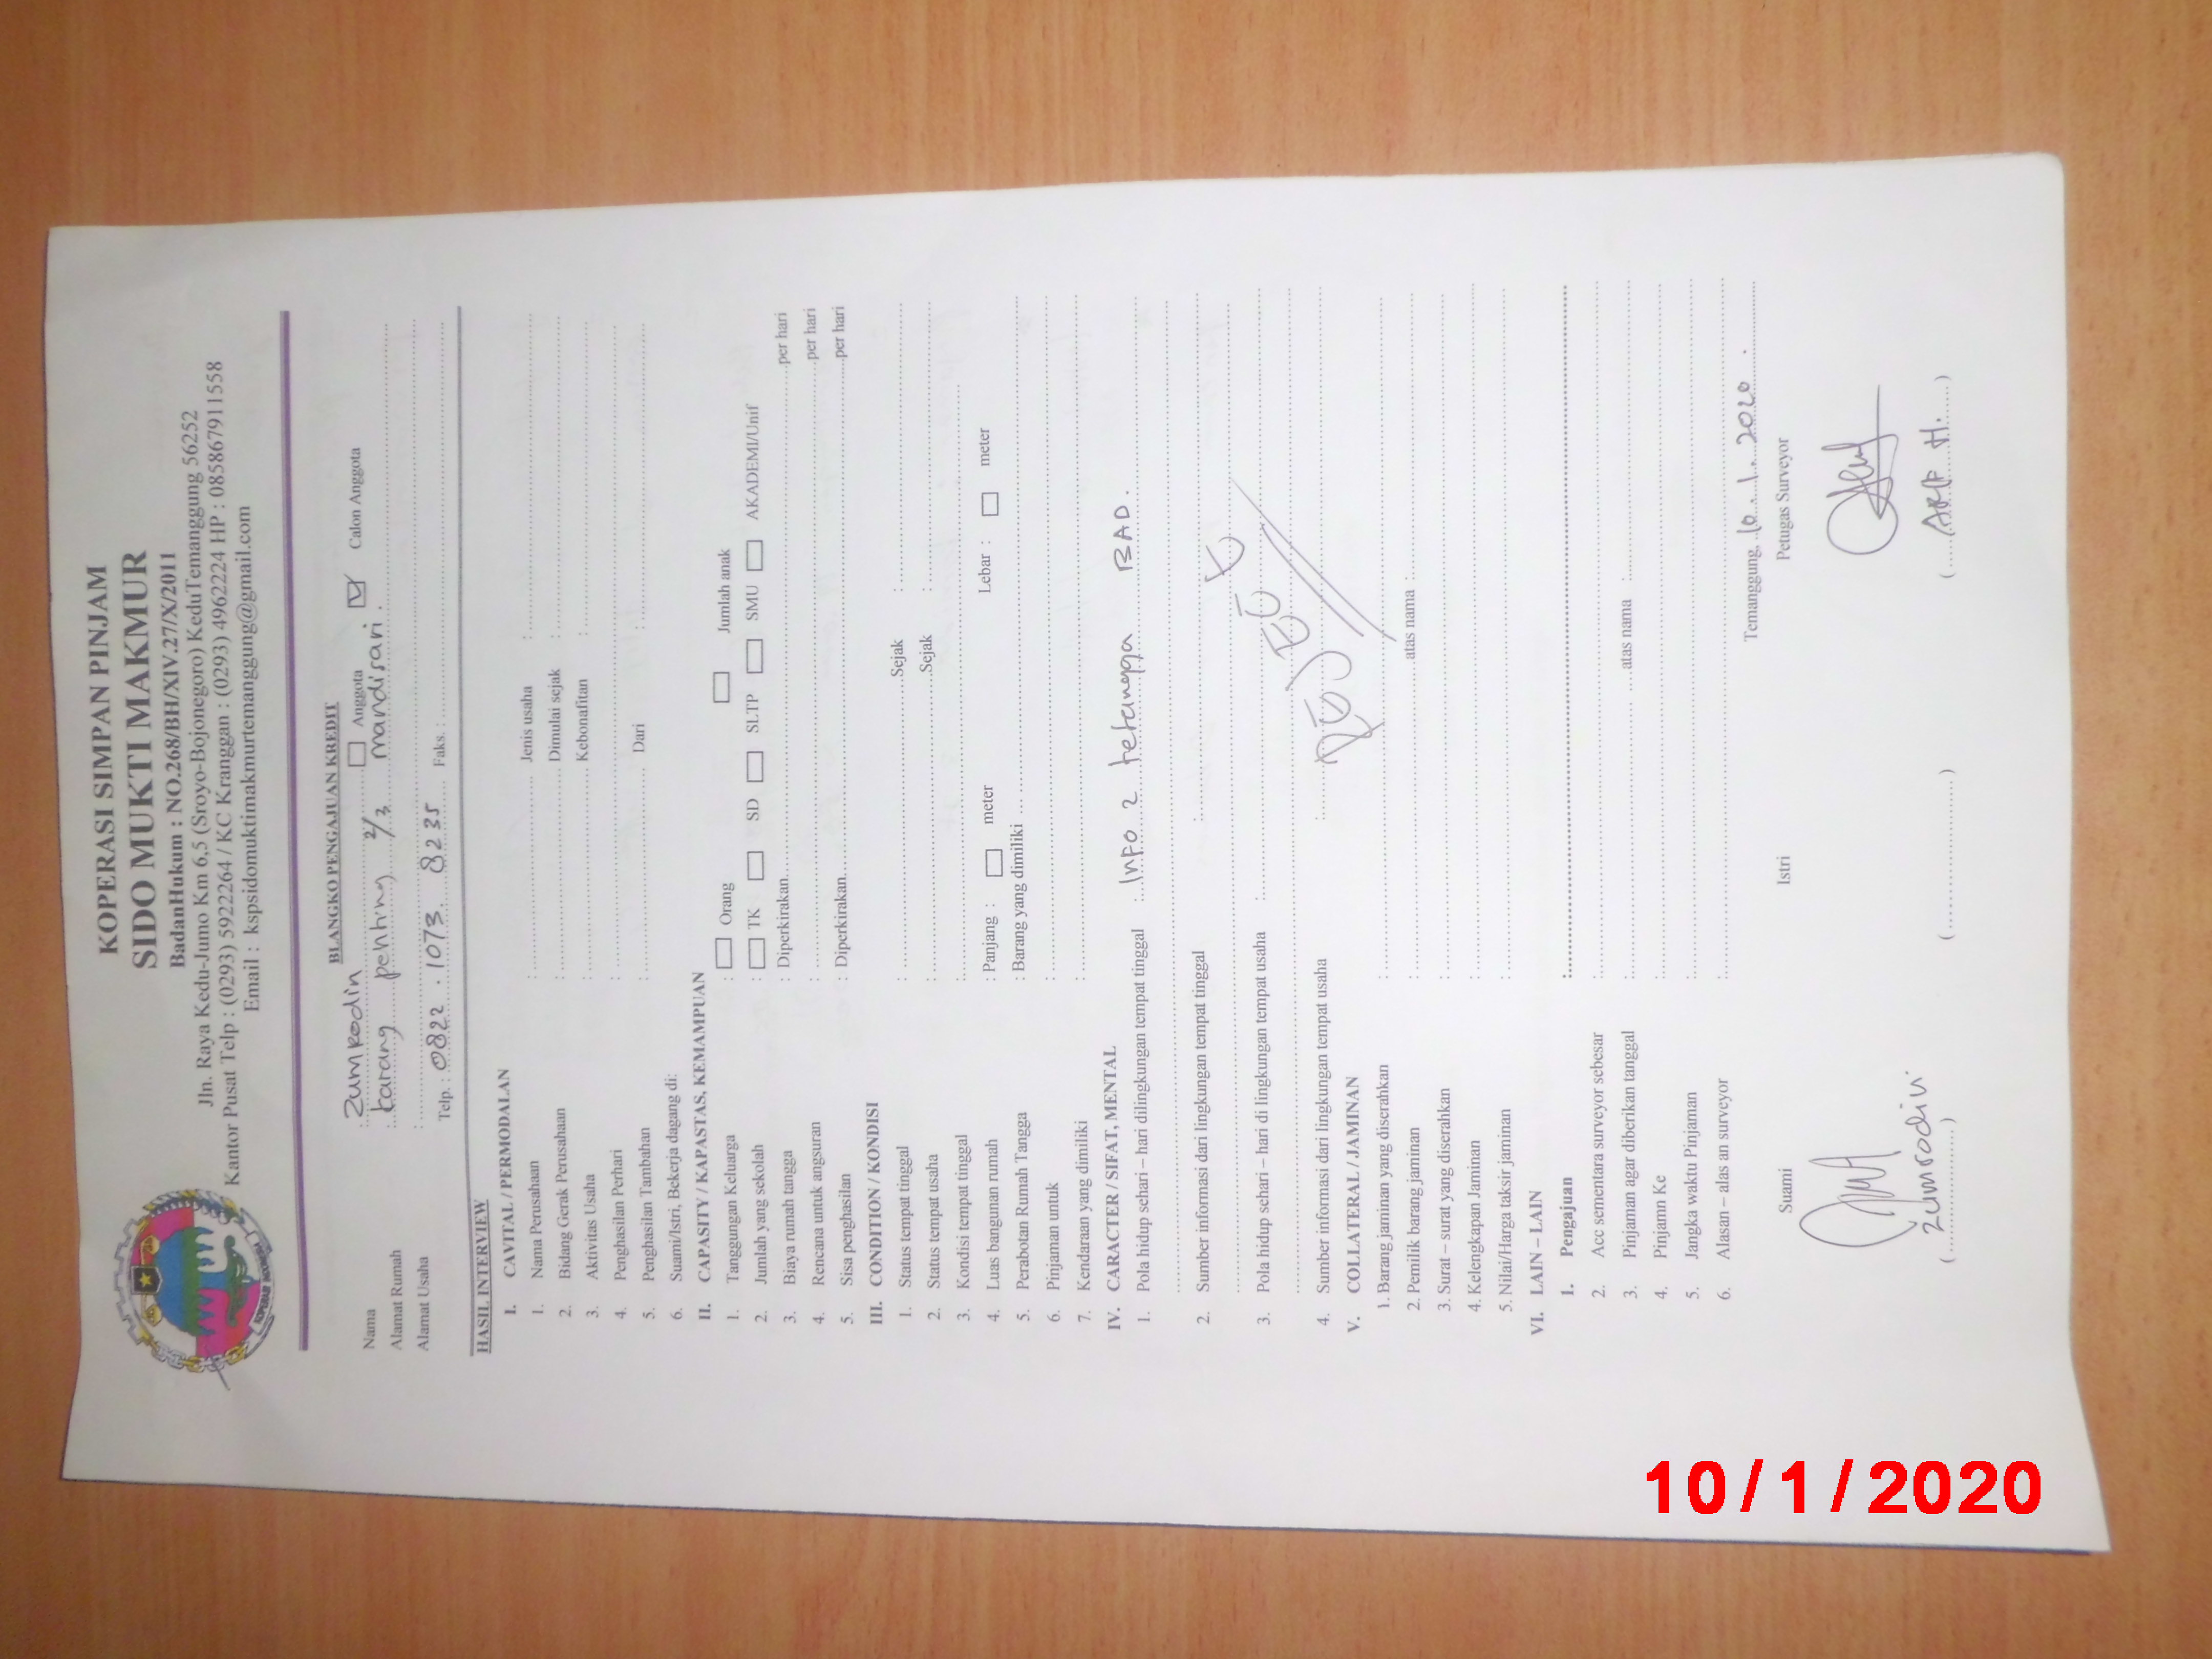 KOPERASI SIMPAN PINJAM
SIDO MUKTI MAKMUR
BadanHukum : NO.268/BH/XIV.27/X/2011
Jln. Raya Kedu-Jumo Km 6,5 (Sroyo-Bojonegoro) KeduTemanggung 56252
Kantor Pusat Telp : (0293) 5922264 / KC Kranggan : (0293) 4962224 HP : 085867911558
Email : kspsidomuktimakmurtemanggung@gmail.com
KOPERASI INDONESIA
BLANGKO PENGAJUAN KREDIT
Nama : Zumrodin Anggota Calon Anggota
Alamat Rumah : karang penting 2/3 mandisari.
Alamat Usaha :
Telp : 0822 . 1073 . 8235 Faks. :
HASIL INTERVIEW
I. CAVITAL / PERMODALAN
1. Nama Perusahaan : Jenis usaha :
2. Bidang Gerak Perusahaan : Dimulai sejak :
3. Aktivitas Usaha : Kebonafitan :
4. Penghasilan Perhari :
5. Penghasilan Tambahan : Dari :
6. Suami/Istri, Bekerja dagang di:
II. CAPASITY / KAPASTAS, KEMAMPUAN
1. Tanggungan Keluarga : Orang Jumlah anak
2. Jumlah yang sekolah : TK SD SLTP SMU AKADEMI/Unif
3. Biaya rumah tangga : Diperkirakan per hari
4. Rencana untuk angsuran : per hari
5. Sisa penghasilan : Diperkirakan per hari
III. CONDITION / KONDISI
1. Status tempat tinggal : Sejak :
2. Status tempat usaha : Sejak :
3. Kondisi tempat tinggal :
4. Luas bangunan rumah : Panjang : meter Lebar : meter
5. Perabotan Rumah Tangga : Barang yang dimiliki
6. Pinjaman untuk :
7. Kendaraan yang dimiliki :
IV. CARACTER / SIFAT, MENTAL
1. Pola hidup sehari – hari dilingkungan tempat tinggal : Info 2 tetangga BAD.
2. Sumber informasi dari lingkungan tempat tinggal :
3. Pola hidup sehari – hari di lingkungan tempat usaha :
4. Sumber informasi dari lingkungan tempat usaha :
V. COLLATERAL / JAMINAN
1. Barang jaminan yang diserahkan :
2. Pemilik barang jaminan : atas nama :
3. Surat – surat yang diserahkan :
4. Kelengkapan Jaminan :
5. Nilai/Harga taksir jaminan :
VI. LAIN – LAIN
1. Pengajuan :
2. Acc sementara surveyor sebesar :
3. Pinjaman agar diberikan tanggal : atas nama :
4. Pinjamn Ke :
5. Jangka waktu Pinjaman :
6. Alasan – alas an surveyor :
Temanggung, 10 . 1 . 2020 .
Suami Istri Petugas Surveyor
( Zumrodin ) ( ) ( ARIF H. )
10/1/2020